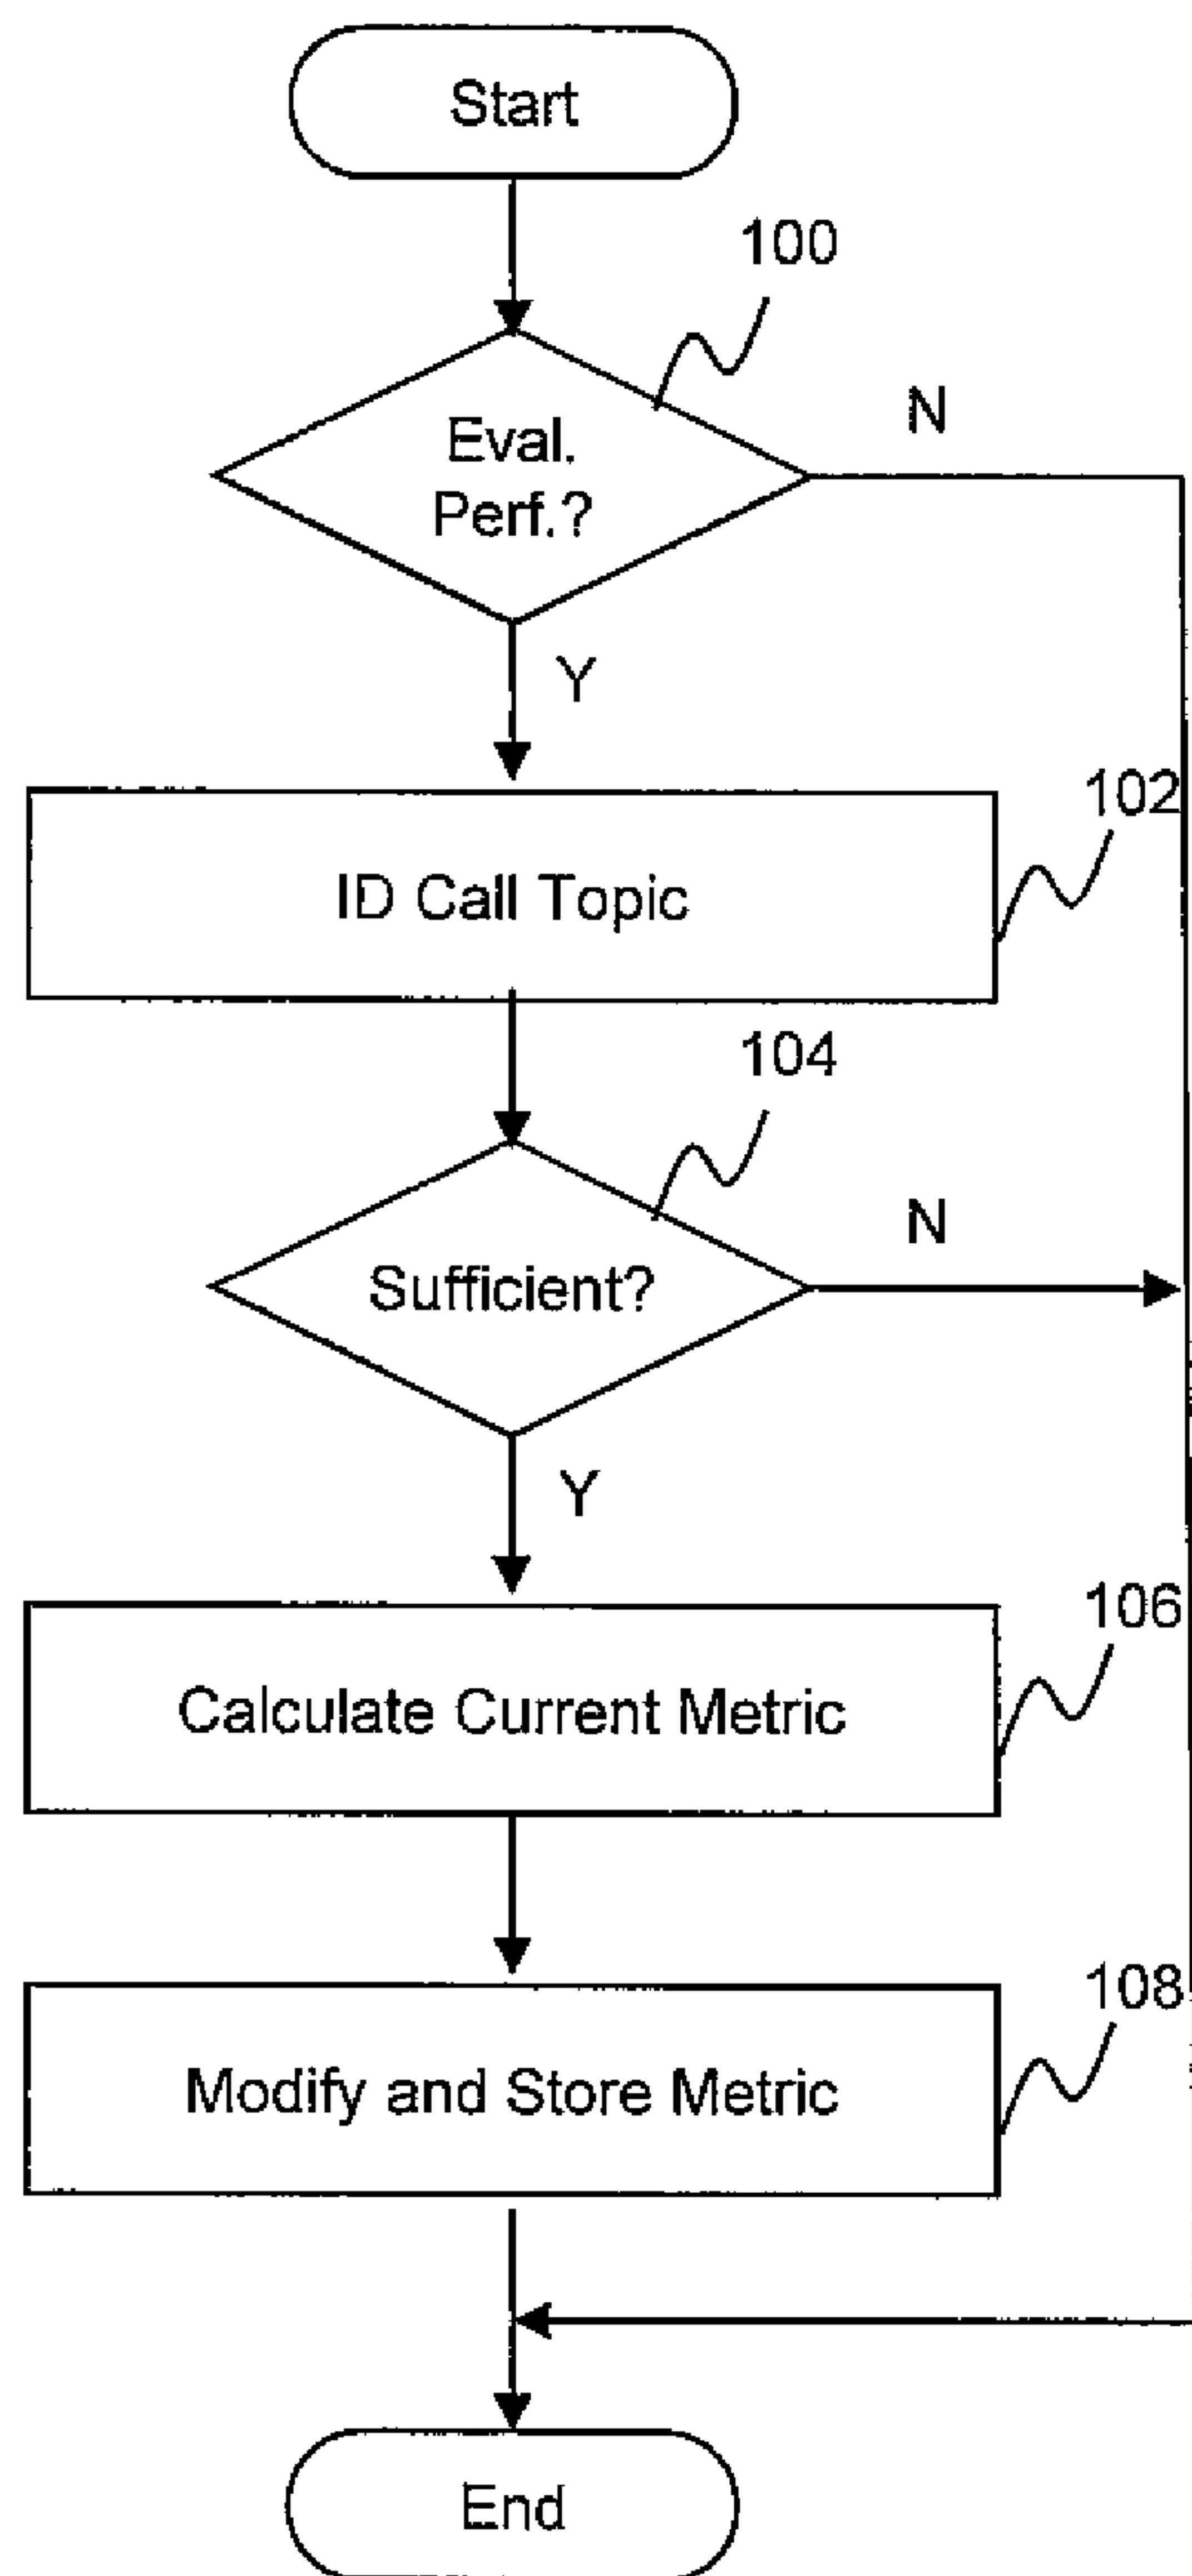 Start
100
Eval.
Perf.?
N
Y
102
ID Call Topic
104
Sufficient?
N
Y
106
Calculate Current Metric
108
Modify and Store Metric
End